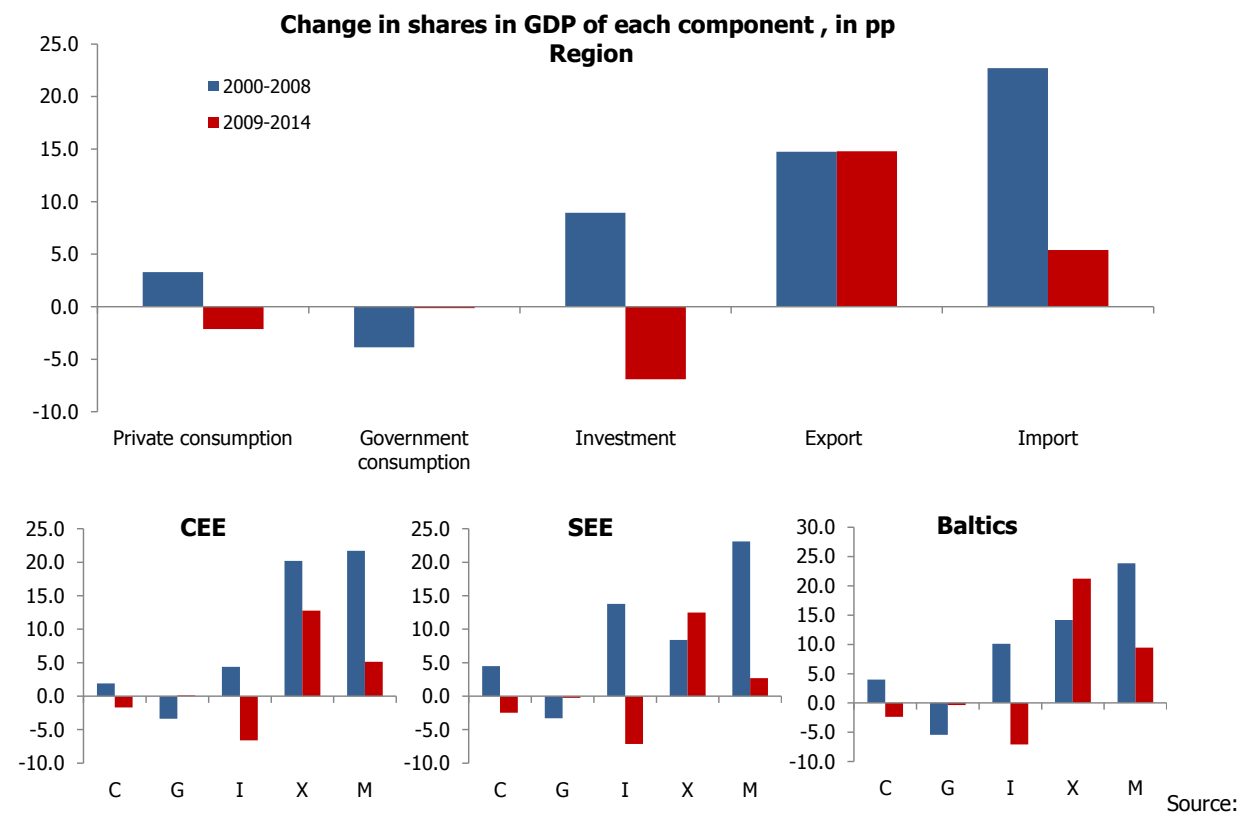 Change in shares in GDP of each component , in pp
Region
2000-2008
2009-2014
25.0
20.0
15.0
10.0
5.0
0.0
-5.0
-10.0
Private consumption
Government
consumption
Investment
Export
Import
CEE
25.0
20.0
15.0
10.0
5.0
0.0
-5.0
-10.0
C G I X M
SEE
25.0
20.0
15.0
10.0
5.0
0.0
-5.0
-10.0
C G I X M
Baltics
30.0
25.0
20.0
15.0
10.0
5.0
0.0
-5.0
-10.0
C G I X M
Source: